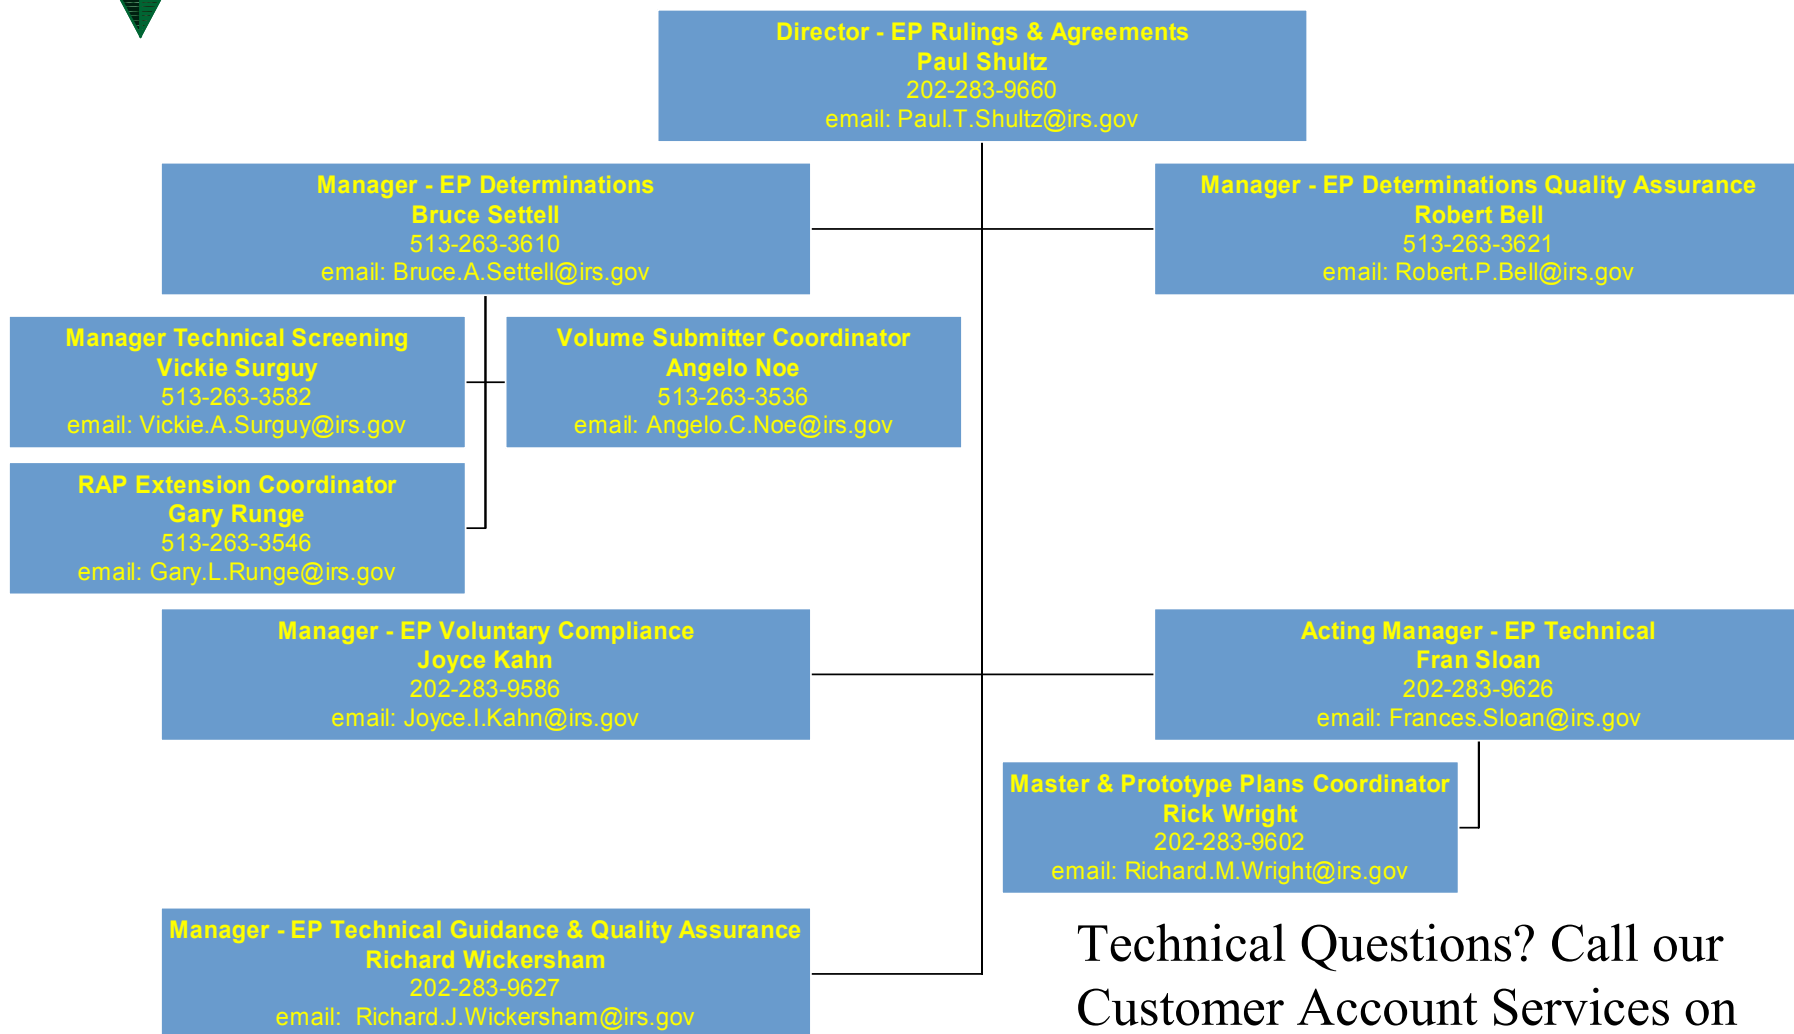 Director - EP Rulings & Agreements
Paul Shultz
202-283-9660
email: Paul.T.Shultz@irs.gov
Manager - EP Determinations
Bruce Settell
513-263-3610
email: Bruce.A.Settell@irs.gov
Manager - EP Determinations Quality Assurance
Robert Bell
513-263-3621
email: Robert.P.Bell@irs.gov
Manager Technical Screening
Vickie Surguy
513-263-3582
email: Vickie.A.Surguy@irs.gov
Volume Submitter Coordinator
Angelo Noe
513-263-3536
email: Angelo.C.Noe@irs.gov
RAP Extension Coordinator
Gary Runge
513-263-3546
email: Gary.L.Runge@irs.gov
Manager - EP Voluntary Compliance
Joyce Kahn
202-283-9586
email: Joyce.I.Kahn@irs.gov
Acting Manager - EP Technical
Fran Sloan
202-283-9626
email: Frances.Sloan@irs.gov
Master & Prototype Plans Coordinator
Rick Wright
202-283-9602
email: Richard.M.Wright@irs.gov
Manager - EP Technical Guidance & Quality Assurance
Richard Wickersham
202-283-9627
email: Richard.J.Wickersham@irs.gov
Technical Questions? Call our
Customer Account Services on